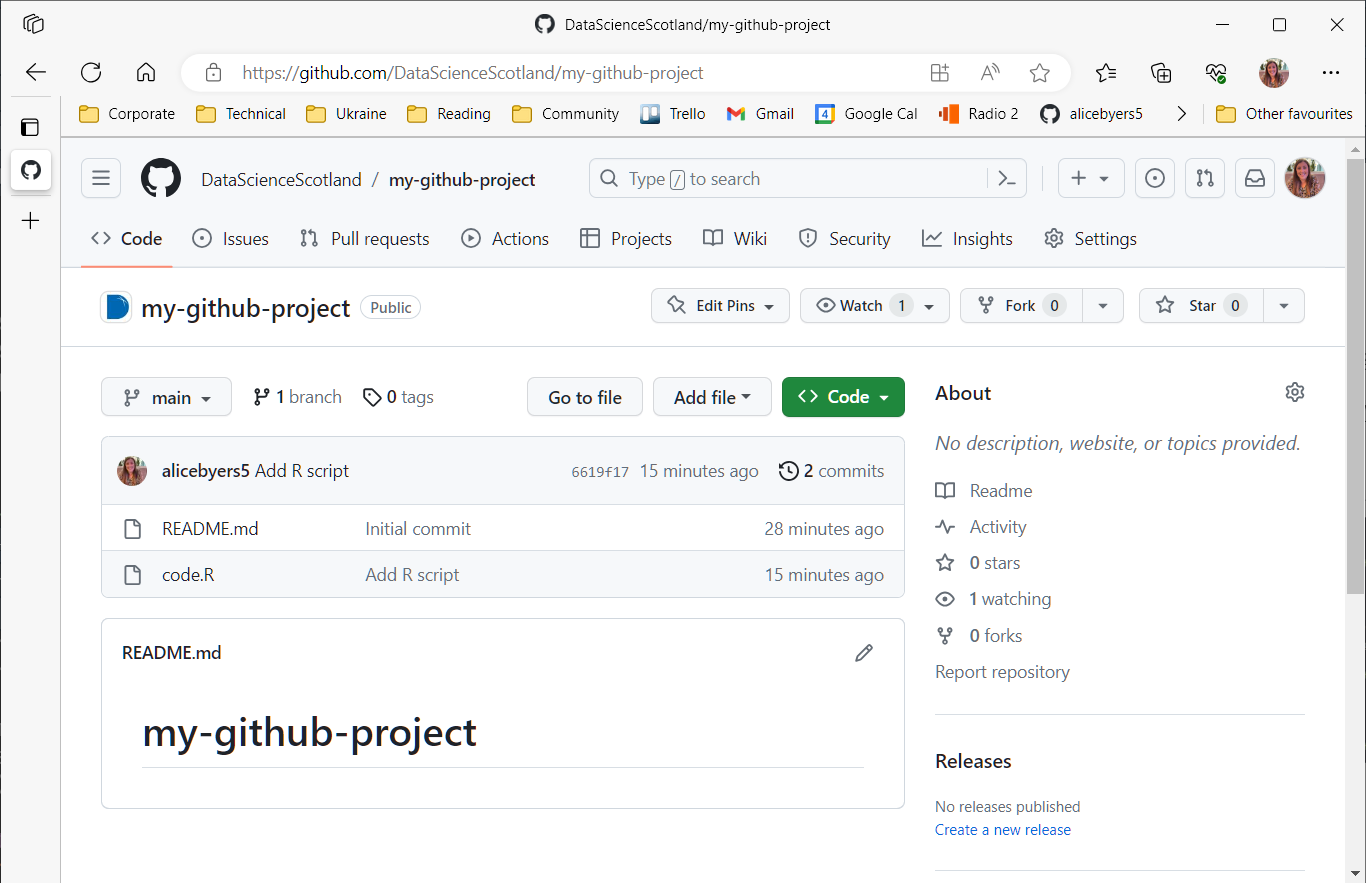 DataScienceScotland/my-github-project
https://github.com/DataScienceScotland/my-github-project
Corporate Technical Ukraine Reading Community Trello Gmail 4 Google Cal Radio 2 alicebyers5 Other favourites
DataScienceScotland / my-github-project Type / to search
Code Issues Pull requests Actions Projects Wiki Security Insights Settings
my-github-project Public Edit Pins Watch 1 Fork 0 Star 0
main 1 branch 0 tags Go to file Add file Code
About
No description, website, or topics provided.
alicebyers5 Add R script 6619f17 15 minutes ago 2 commits
README.md Initial commit 28 minutes ago
code.R Add R script 15 minutes ago
Readme
Activity
0 stars
1 watching
0 forks
Report repository
README.md
my-github-project
Releases
No releases published
Create a new release